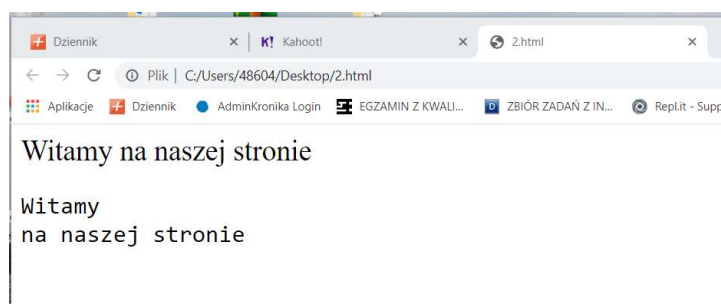 Dziennik K! Kahoot! 2.html
Plik | C:/Users/48604/Desktop/2.html
Aplikacje Dziennik AdminKronika Login EGZAMIN Z KWALI... ZBIÓR ZADAŃ Z IN... Repl.it - Supp
Witamy na naszej stronie
Witamy
na naszej stronie